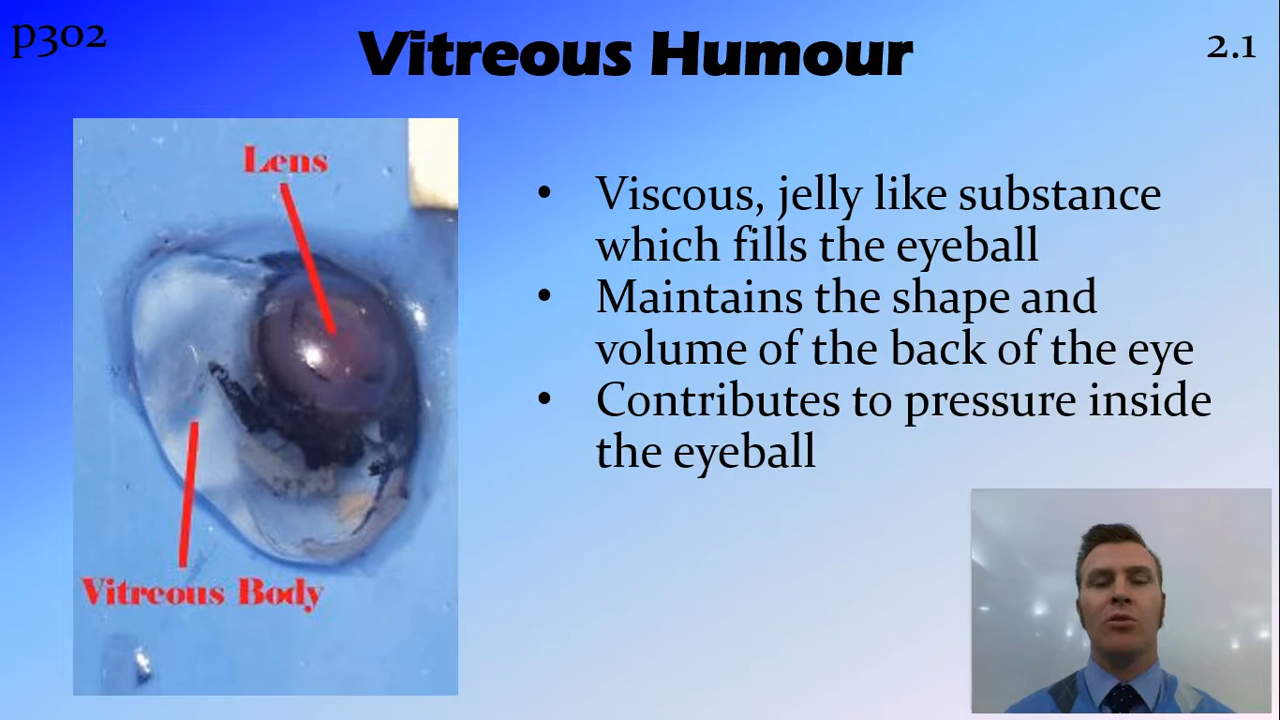 p302
Vitreous Humour
2.1
Lens
Vitreous Body
• Viscous, jelly like substance
which fills the eyeball
• Maintains the shape and
volume of the back of the eye
• Contributes to pressure inside
the eyeball